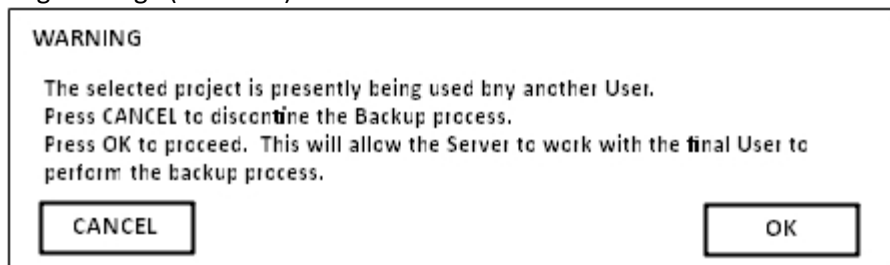 WARNING
The selected project is presently being used bny another User.
Press CANCEL to discontine the Backup process.
Press OK to proceed. This will allow the Server to work with the final User to
perform the backup process.
CANCEL OK